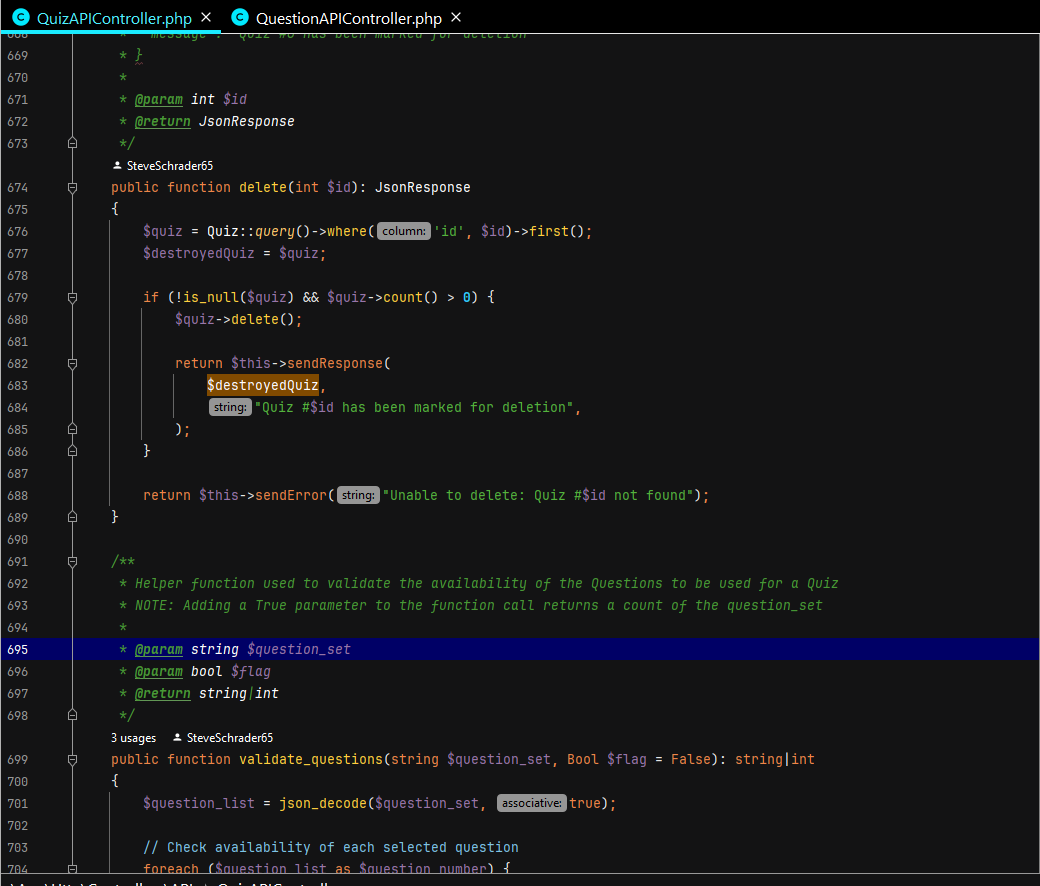 QuizAPIController.php × QuestionAPIController.php ×
668 * "message": "Quiz #8 has been marked for deletion"
669 * }
670 *
671 * @param int $id
672 * @return JsonResponse
673 */
SteveSchrader65
674 public function delete(int $id): JsonResponse
675 {
676 $quiz = Quiz::query()->where( column: 'id', $id)->first();
677 $destroyedQuiz = $quiz;
678
679 if (!is_null($quiz) && $quiz->count() > 0) {
680 $quiz->delete();
681
682 return $this->sendResponse(
683 $destroyedQuiz,
684 string: "Quiz #$id has been marked for deletion",
685 );
686 }
687
688 return $this->sendError( string: "Unable to delete: Quiz #$id not found");
689 }
690
691 /**
692 * Helper function used to validate the availability of the Questions to be used for a Quiz
693 * NOTE: Adding a True parameter to the function call returns a count of the question_set
694 *
695 * @param string $question_set
696 * @param bool $flag
697 * @return string|int
698 */
3 usages SteveSchrader65
699 public function validate_questions(string $question_set, Bool $flag = False): string|int
700 {
701 $question_list = json_decode($question_set, associative: true);
702
703 // Check availability of each selected question
704 foreach ($question_list as $question_number) {